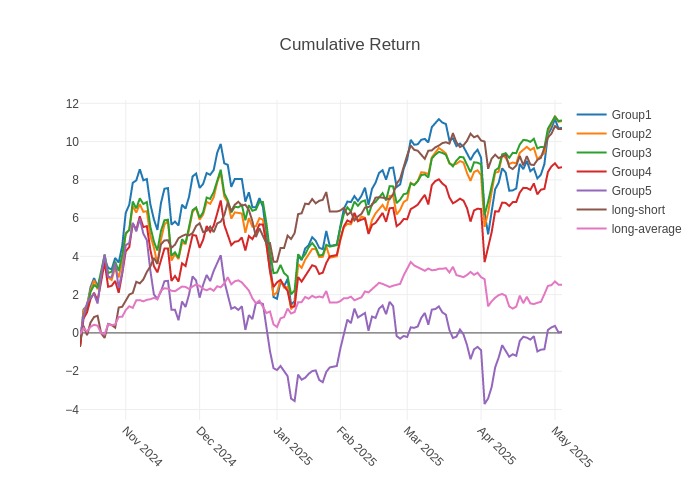 Cumulative Return
12
10
8
6
4
2
0
−2
−4
Nov 2024
Dec 2024
Jan 2025
Feb 2025
Mar 2025
Apr 2025
May 2025
Group1
Group2
Group3
Group4
Group5
long-short
long-average